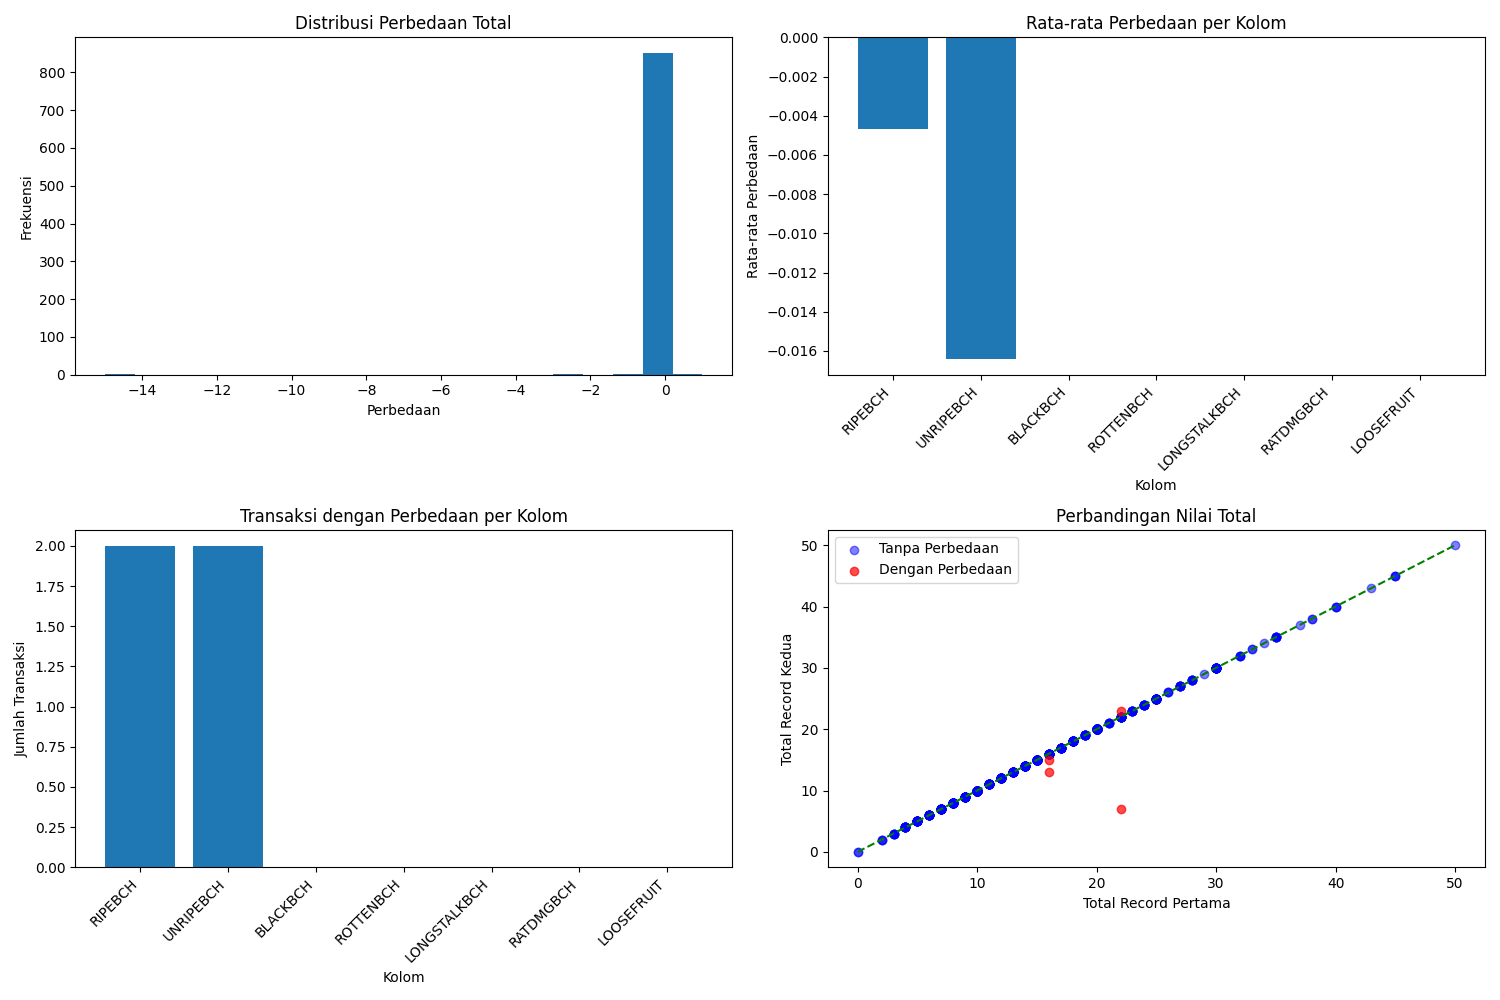 Distribusi Perbedaan Total
Frekuensi
800
700
600
500
400
300
200
100
0
−14
−12
−10
−8
−6
−4
−2
0
Perbedaan
Rata-rata Perbedaan per Kolom
Rata-rata Perbedaan
0.000
−0.002
−0.004
−0.006
−0.008
−0.010
−0.012
−0.014
−0.016
RIPEBCH
UNRIPEBCH
BLACKBCH
ROTTENBCH
LONGSTALKBCH
RATDMGBCH
LOOSEFRUIT
Kolom
Transaksi dengan Perbedaan per Kolom
Jumlah Transaksi
2.00
1.75
1.50
1.25
1.00
0.75
0.50
0.25
0.00
RIPEBCH
UNRIPEBCH
BLACKBCH
ROTTENBCH
LONGSTALKBCH
RATDMGBCH
LOOSEFRUIT
Kolom
Perbandingan Nilai Total
Tanpa Perbedaan
Dengan Perbedaan
Total Record Kedua
50
40
30
20
10
0
0
10
20
30
40
50
Total Record Pertama